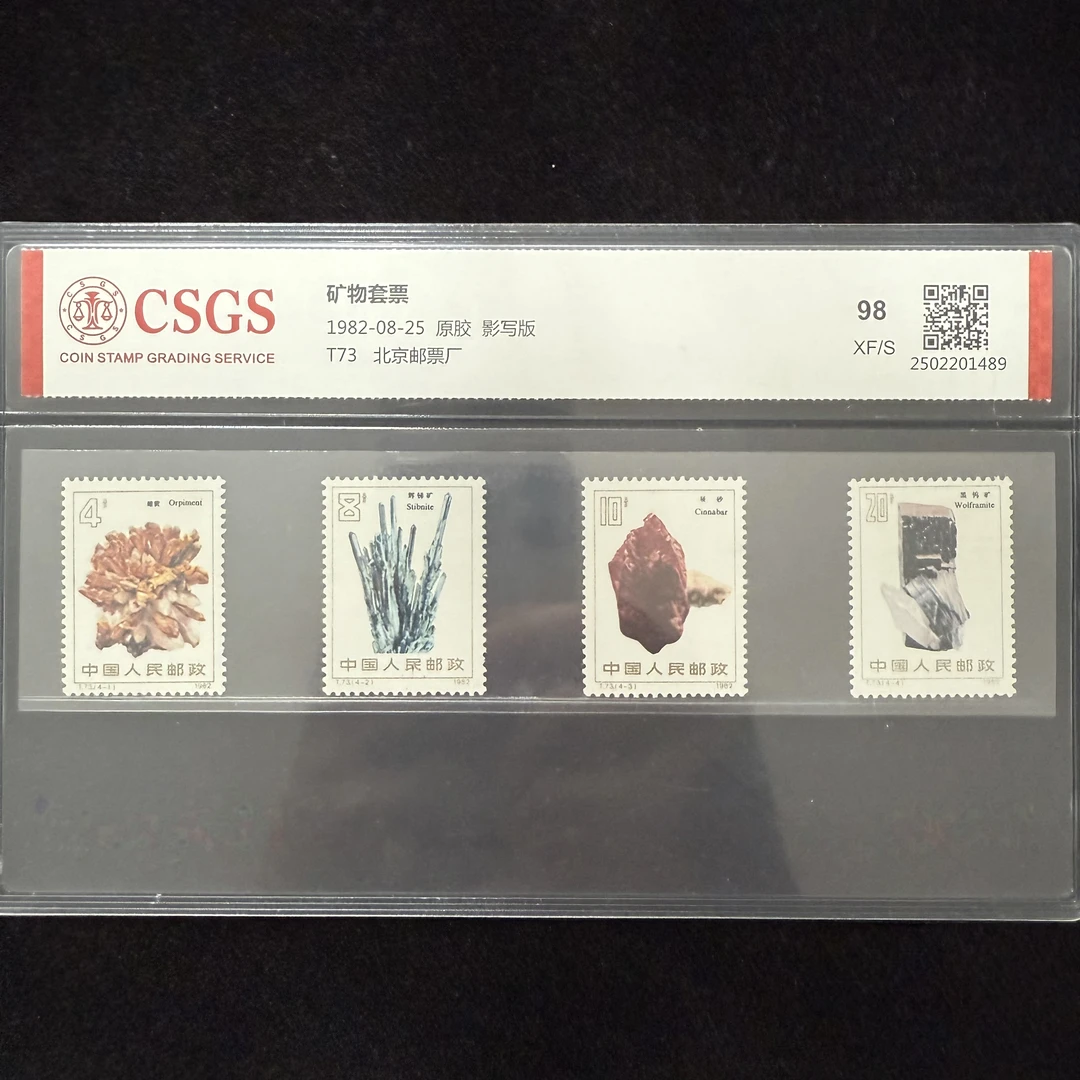 CSGS
COIN STAMP GRADING SERVICE
矿物套票
1982-08-25 原胶 影写版
T73 北京邮票厂
98
XF/S
2502201489
4分
雌黄 Orpiment
中国人民邮政
T.73(4-1) 1982
8分
辉锑矿
Stibnite
中国人民邮政
T.73(4-2) 1982
10分
辰砂
Cinnabar
中国人民邮政
T.73(4-3) 1982
20分
黑钨矿
Wolframite
中国人民邮政
T.73(4-4) 1982